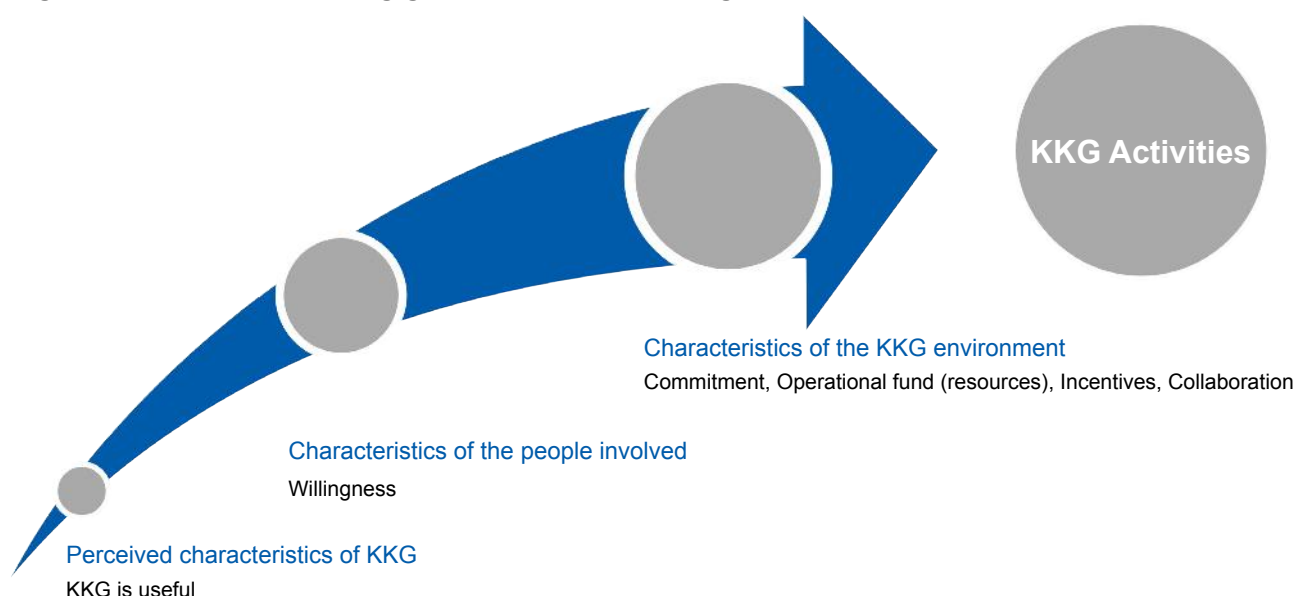 KKG Activities
Characteristics of the KKG environment
Commitment, Operational fund (resources), Incentives, Collaboration
Characteristics of the people involved
Willingness
Perceived characteristics of KKG
KKG is useful